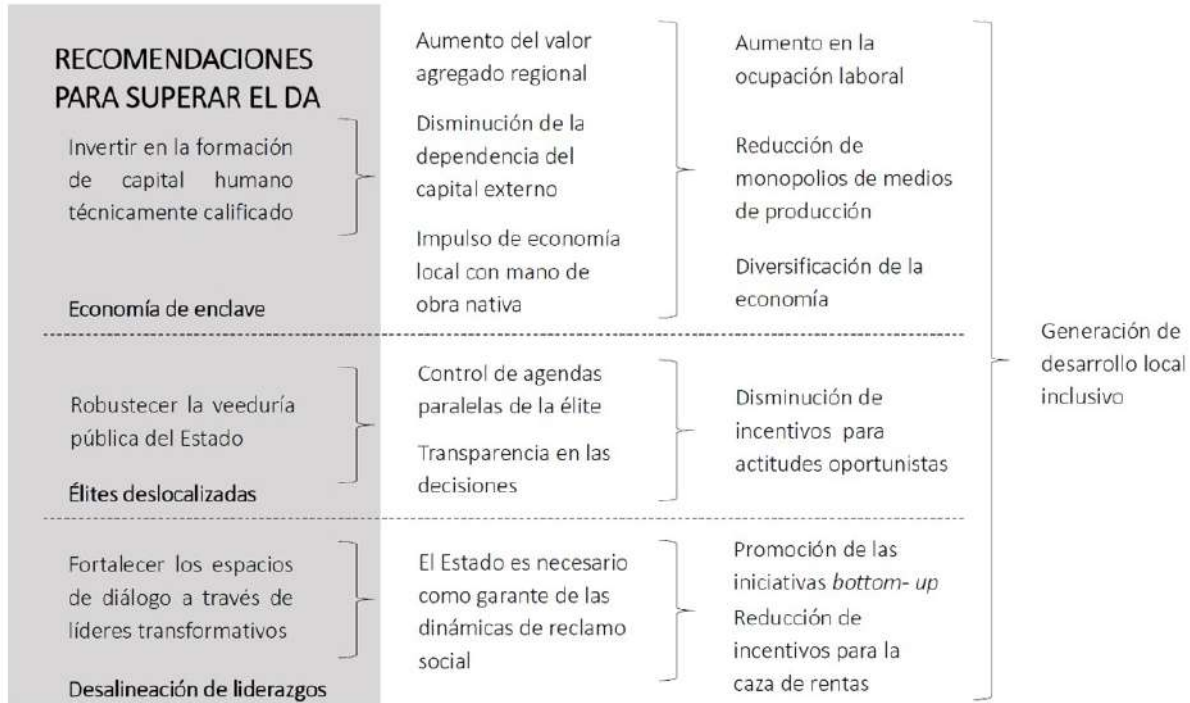 RECOMENDACIONES
PARA SUPERAR EL DA
Invertir en la formación
de capital humano
técnicamente calificado
Economía de enclave
Aumento del valor
agregado regional
Disminución de la
dependencia del
capital externo
Impulso de economía
local con mano de
obra nativa
Aumento en la
ocupación laboral
Reducción de
monopolios de medios
de producción
Diversificación de la
economía
Robustecer la veeduría
pública del Estado
Élites deslocalizadas
Control de agendas
paralelas de la élite
Transparencia en las
decisiones
Disminución de
incentivos para
actitudes oportunistas
Fortalecer los espacios
de diálogo a través de
líderes transformativos
Desalineación de liderazgos
El Estado es necesario
como garante de las
dinámicas de reclamo
social
Promoción de las
iniciativas bottom- up
Reducción de
incentivos para la
caza de rentas
Generación de
desarrollo local
inclusivo